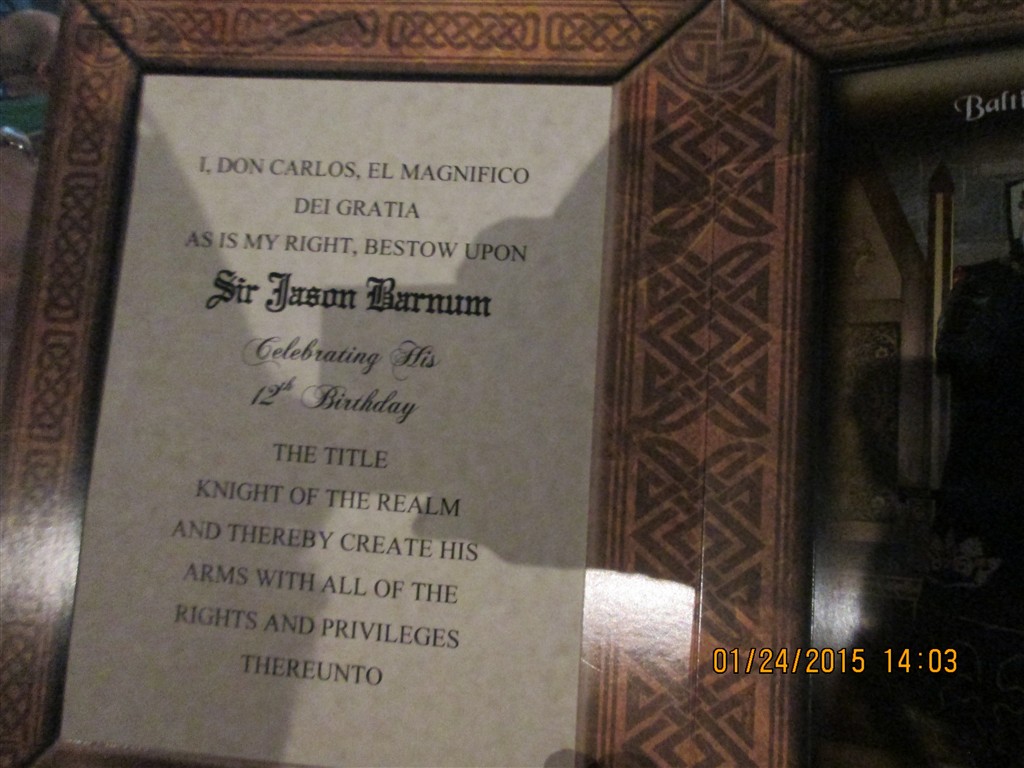 I, DON CARLOS, EL MAGNIFICO
DEI GRATIA
AS IS MY RIGHT, BESTOW UPON
Sir Jason Barnum
Celebrating His
12th Birthday
THE TITLE
KNIGHT OF THE REALM
AND THEREBY CREATE HIS
ARMS WITH ALL OF THE
RIGHTS AND PRIVILEGES
THEREUNTO
01/24/2015 14:03